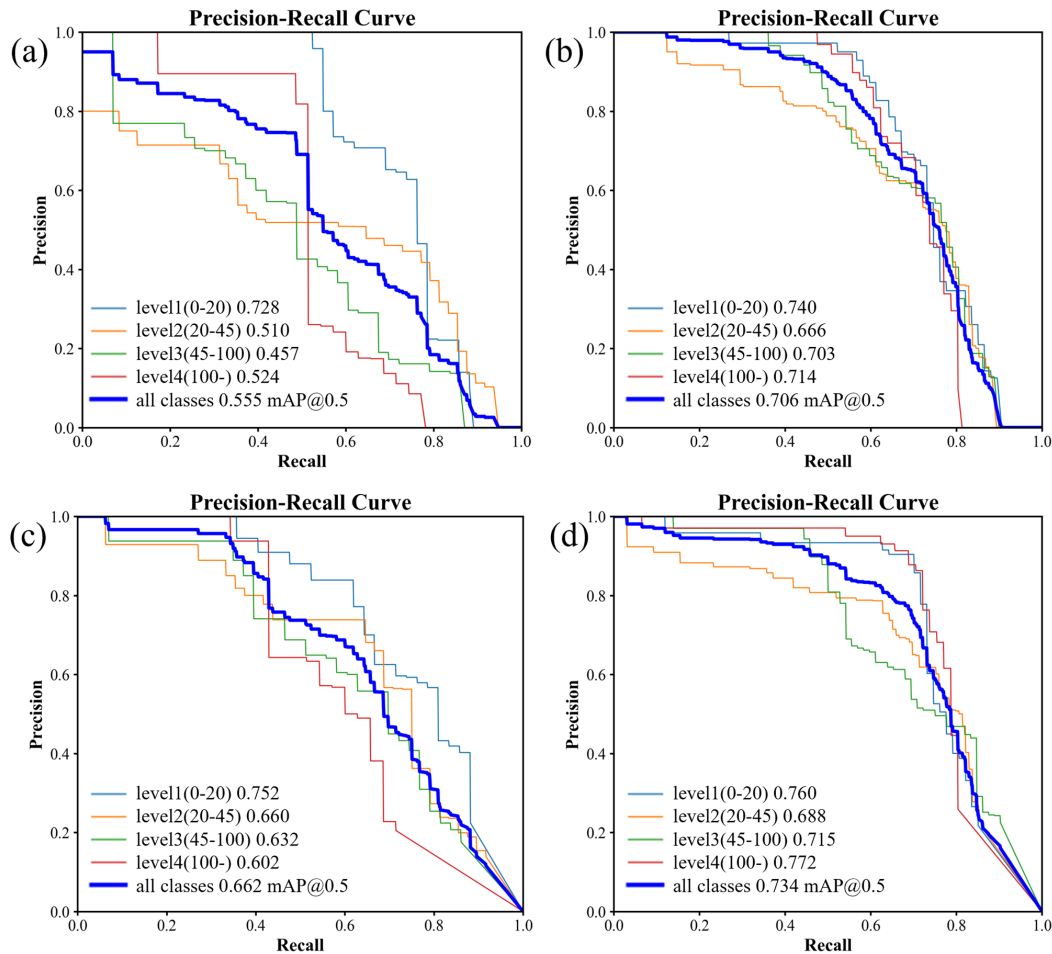 Precision-Recall Curve
(a)
1.0
0.8
0.6
0.4
0.2
0.0
Precision
level1(0-20) 0.728
level2(20-45) 0.510
level3(45-100) 0.457
level4(100-) 0.524
all classes 0.555 mAP@0.5
0.0 0.2 0.4 0.6 0.8 1.0
Recall
Precision-Recall Curve
(b)
1.0
0.8
0.6
0.4
0.2
0.0
Precision
level1(0-20) 0.740
level2(20-45) 0.666
level3(45-100) 0.703
level4(100-) 0.714
all classes 0.706 mAP@0.5
0.0 0.2 0.4 0.6 0.8 1.0
Recall
Precision-Recall Curve
(c)
1.0
0.8
0.6
0.4
0.2
0.0
Precision
level1(0-20) 0.752
level2(20-45) 0.660
level3(45-100) 0.632
level4(100-) 0.602
all classes 0.662 mAP@0.5
0.0 0.2 0.4 0.6 0.8 1.0
Recall
Precision-Recall Curve
(d)
1.0
0.8
0.6
0.4
0.2
0.0
Precision
level1(0-20) 0.760
level2(20-45) 0.688
level3(45-100) 0.715
level4(100-) 0.772
all classes 0.734 mAP@0.5
0.0 0.2 0.4 0.6 0.8 1.0
Recall